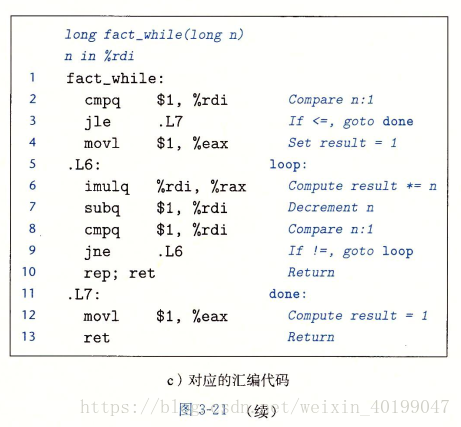 long fact_while(long n)
n in %rdi
1 fact_while:
2 cmpq $1, %rdi Compare n:1
3 jle .L7 If <=, goto done
4 movl $1, %eax Set result = 1
5 .L6: loop:
6 imulq %rdi, %rax Compute result *= n
7 subq $1, %rdi Decrement n
8 cmpq $1, %rdi Compare n:1
9 jne .L6 If !=, goto loop
10 rep; ret Return
11 .L7: done:
12 movl $1, %eax Compute result = 1
13 ret Return
c）对应的汇编代码
图 3-21 （续）
https://blog.csdn.net/weixin_40199047